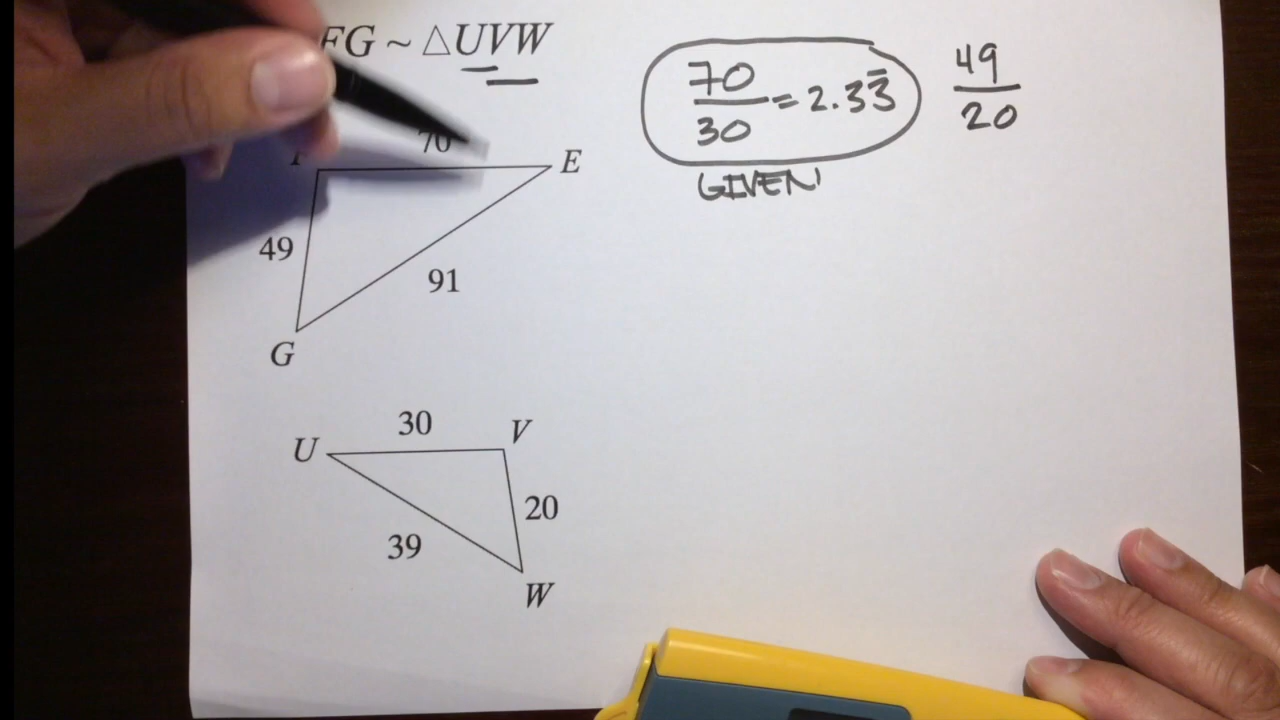 FG ~ △UVW
70/30 = 2.33̅
49/20
GIVEN
70
E
49
91
G
30
U
V
20
39
W